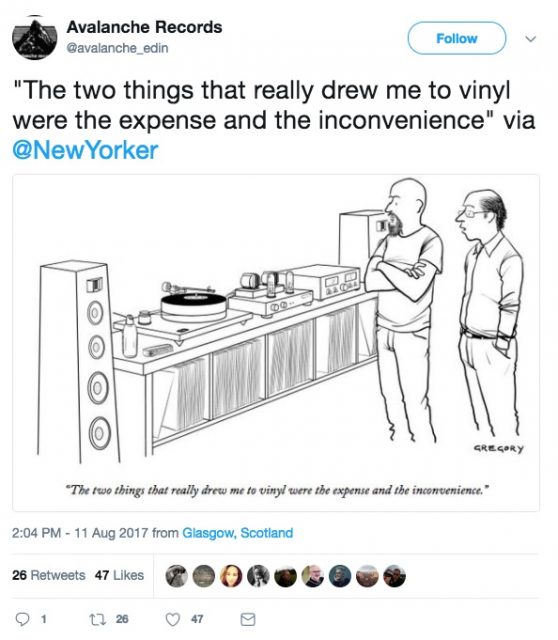 Avalanche Records
@avalanche_edin
Follow
"The two things that really drew me to vinyl
were the expense and the inconvenience" via
@NewYorker
GREGORY
"The two things that really drew me to vinyl were the expense and the inconvenience."
2:04 PM - 11 Aug 2017 from Glasgow, Scotland
26 Retweets 47 Likes
1 26 47